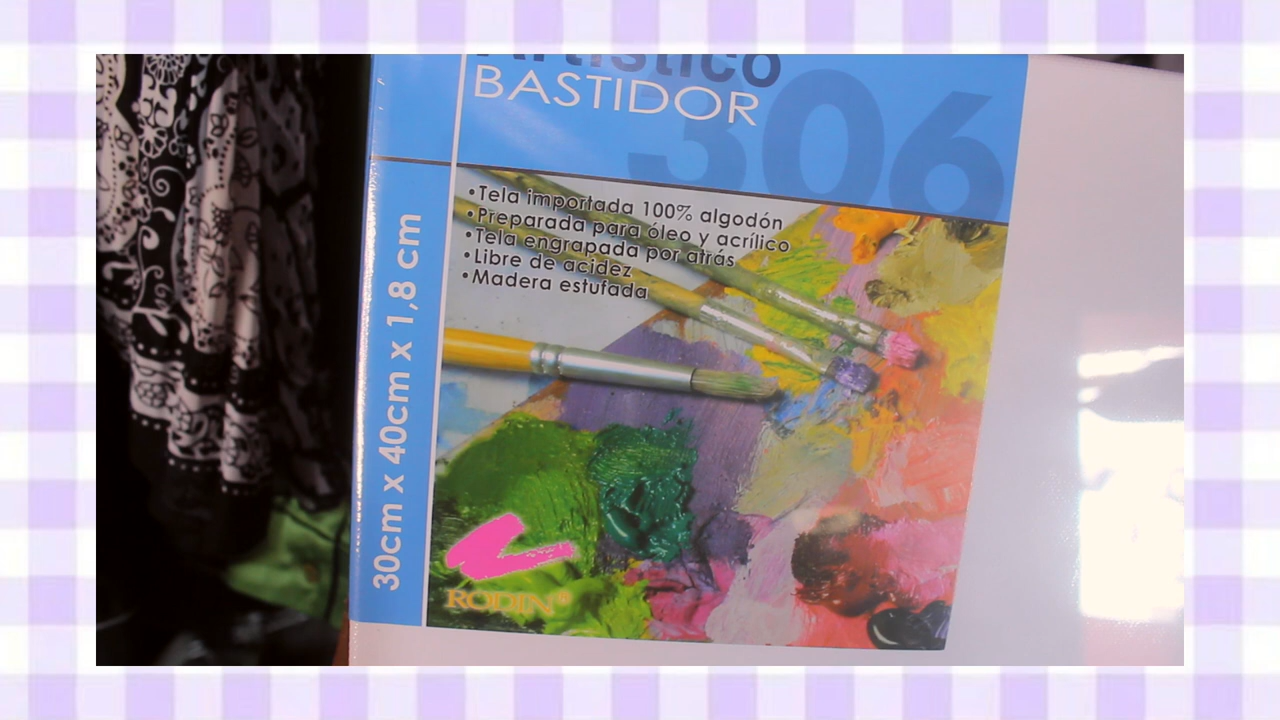 Artístico
BASTIDOR
306
•Tela importada 100% algodón
•Preparada para óleo y acrílico
•Tela engrapada por atrás
•Libre de acidez
•Madera estufada
30cm x 40cm x 1,8 cm
RODIN®